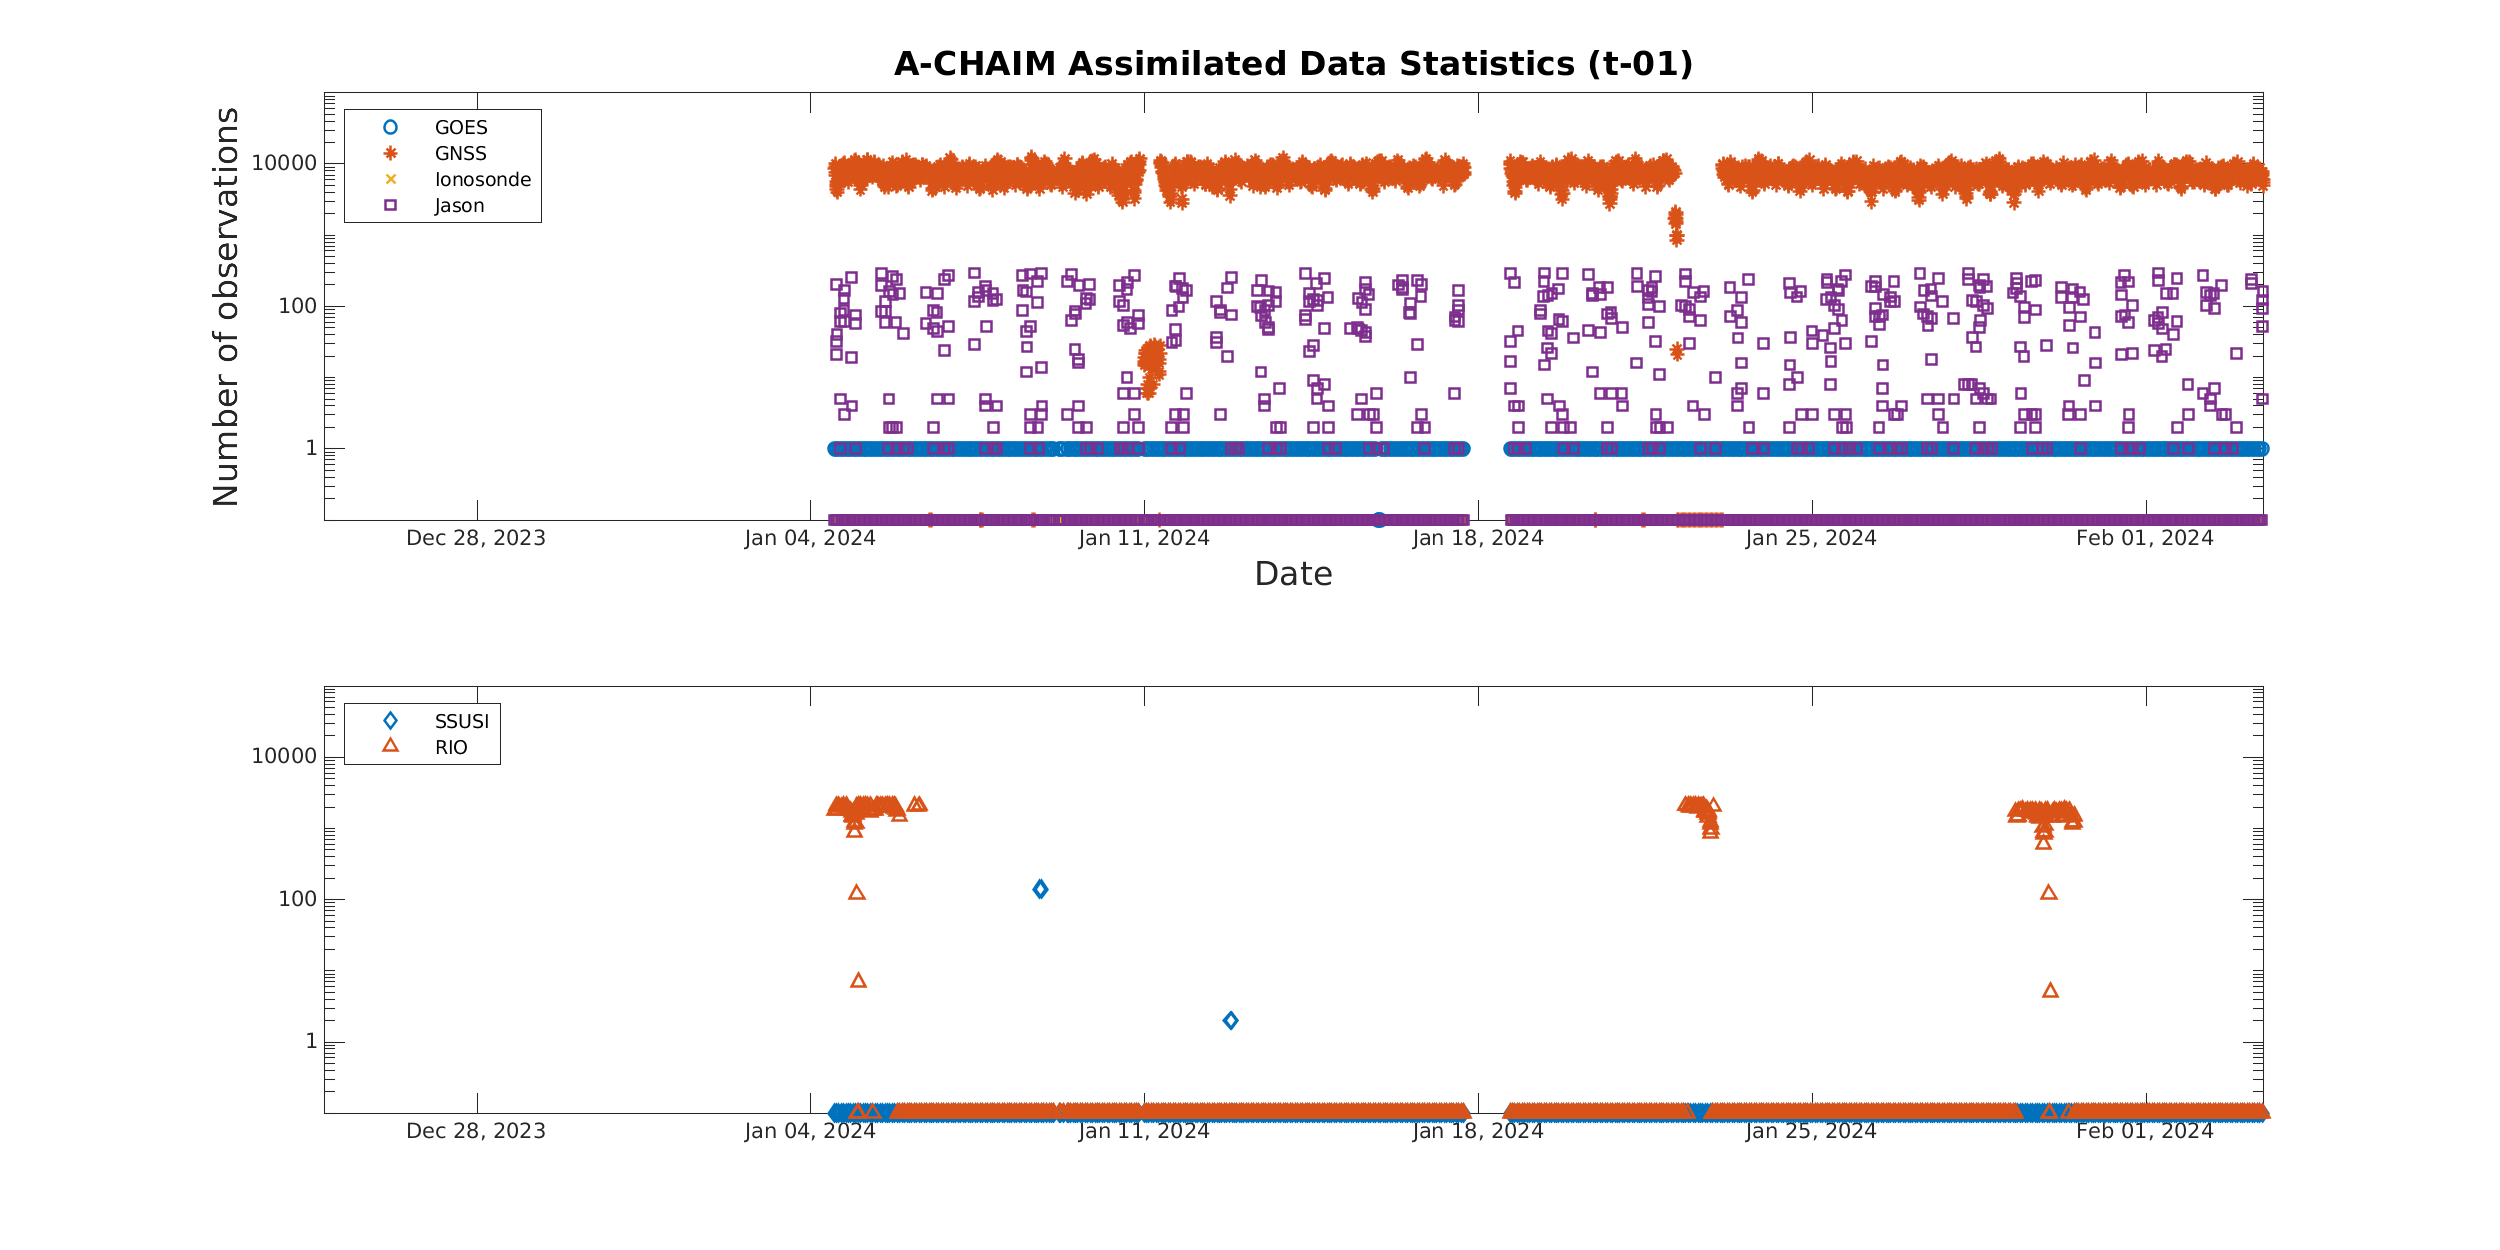 A-CHAIM Assimilated Data Statistics (t-01)
Number of observations
10000
100
1
GOES
GNSS
Ionosonde
Jason
Dec 28, 2023
Jan 04, 2024
Jan 11, 2024
Jan 18, 2024
Jan 25, 2024
Feb 01, 2024
Date
10000
100
1
SSUSI
RIO
Dec 28, 2023
Jan 04, 2024
Jan 11, 2024
Jan 18, 2024
Jan 25, 2024
Feb 01, 2024